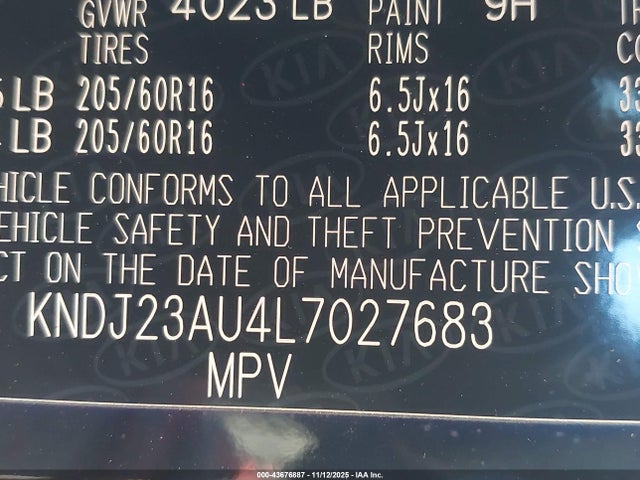 GVWR 4023 LB PAINT 9H
TIRES RIMS
LB 205/60R16 6.5Jx16
LB 205/60R16 6.5Jx16
HICLE CONFORMS TO ALL APPLICABLE U.S.
EHICLE SAFETY AND THEFT PREVENTION
CT ON THE DATE OF MANUFACTURE SHO
KNDJ23AU4L7027683
MPV
000-43676887 - 11/12/2025 - IAA Inc.